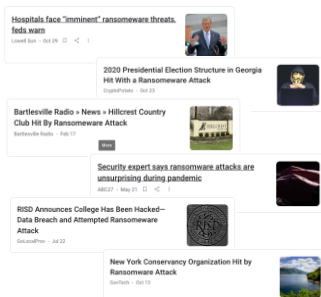 Hospitals face "imminent" ransomware threats,
feds warn
Lowell Sun · Oct 29
2020 Presidential Election Structure in Georgia
Hit With a Ransomware Attack
CryptoPotato · Oct 23
Bartlesville Radio » News » Hillcrest Country
Club Hit By Ransomeware Attack
Bartlesville Radio · Feb 17
More
HILLCREST
Security expert says ransomware attacks are
unsurprising during pandemic
ABC27 · May 21
RISD Announces College Has Been Hacked—
Data Breach and Attempted Ransomware
Attack
GoLocalProv · Jul 22
RISD
New York Conservancy Organization Hit by
Ransomware Attack
GovTech · Oct 13